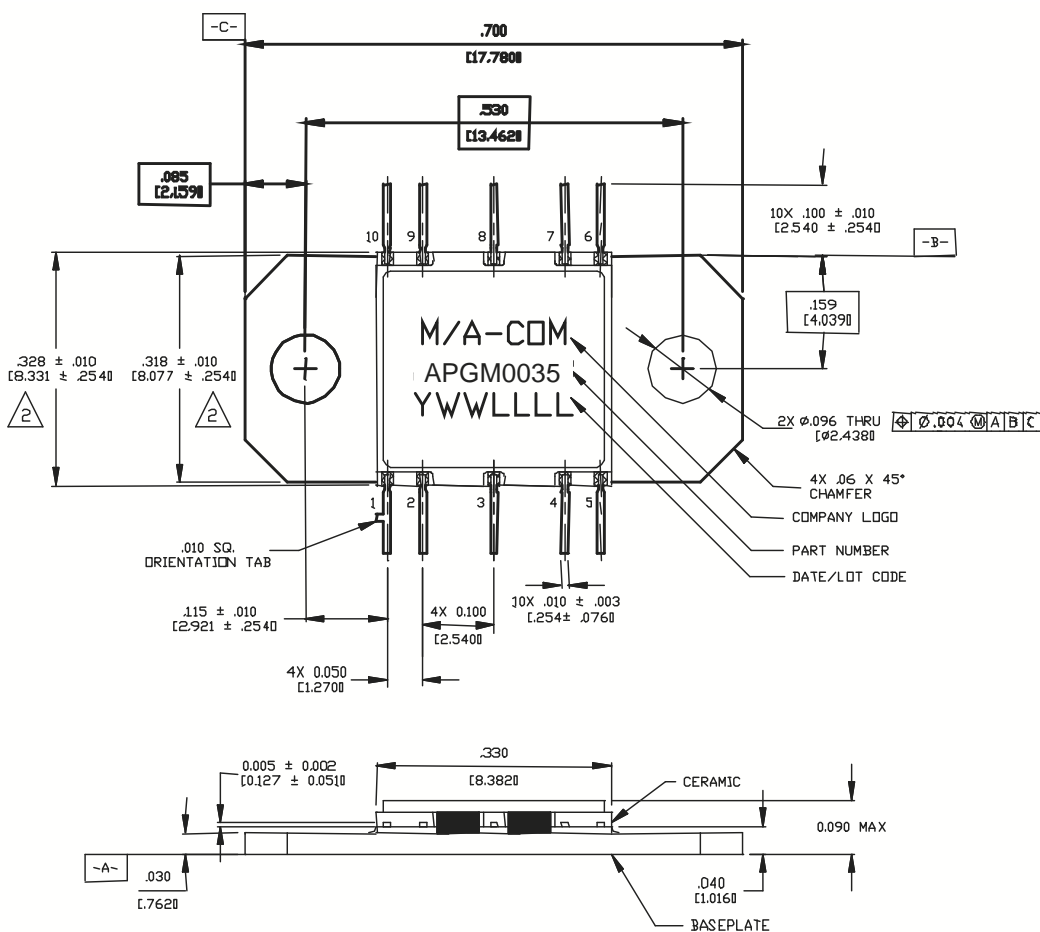 -C-
.700
[17.780]
.530
[13.462]
.085
[2.159]
10X .100 ± .010
[2.540 ± .254]
10 9 8 7 6
-B-
.159
[4.039]
M/A-COM
APGM0035
YWWLLLL
.328 ± .010
[8.331 ± .254]
2
.318 ± .010
[8.077 ± .254]
2
2X Ø.096 THRU
[Ø2.438]
Ø.004 Ⓜ A B C
4X .06 X 45°
CHAMFER
COMPANY LOGO
PART NUMBER
DATE/LOT CODE
1 2 3 4 5
.010 SQ.
ORIENTATION TAB
.115 ± .010
[2.921 ± .254]
4X 0.100
[2.540]
10X .010 ± .003
[.254± .076]
4X 0.050
[1.270]
0.005 ± 0.002
[0.127 ± 0.051]
.330
[8.382]
CERAMIC
0.090 MAX
-A-
.030
[.762]
.040
[1.016]
BASEPLATE